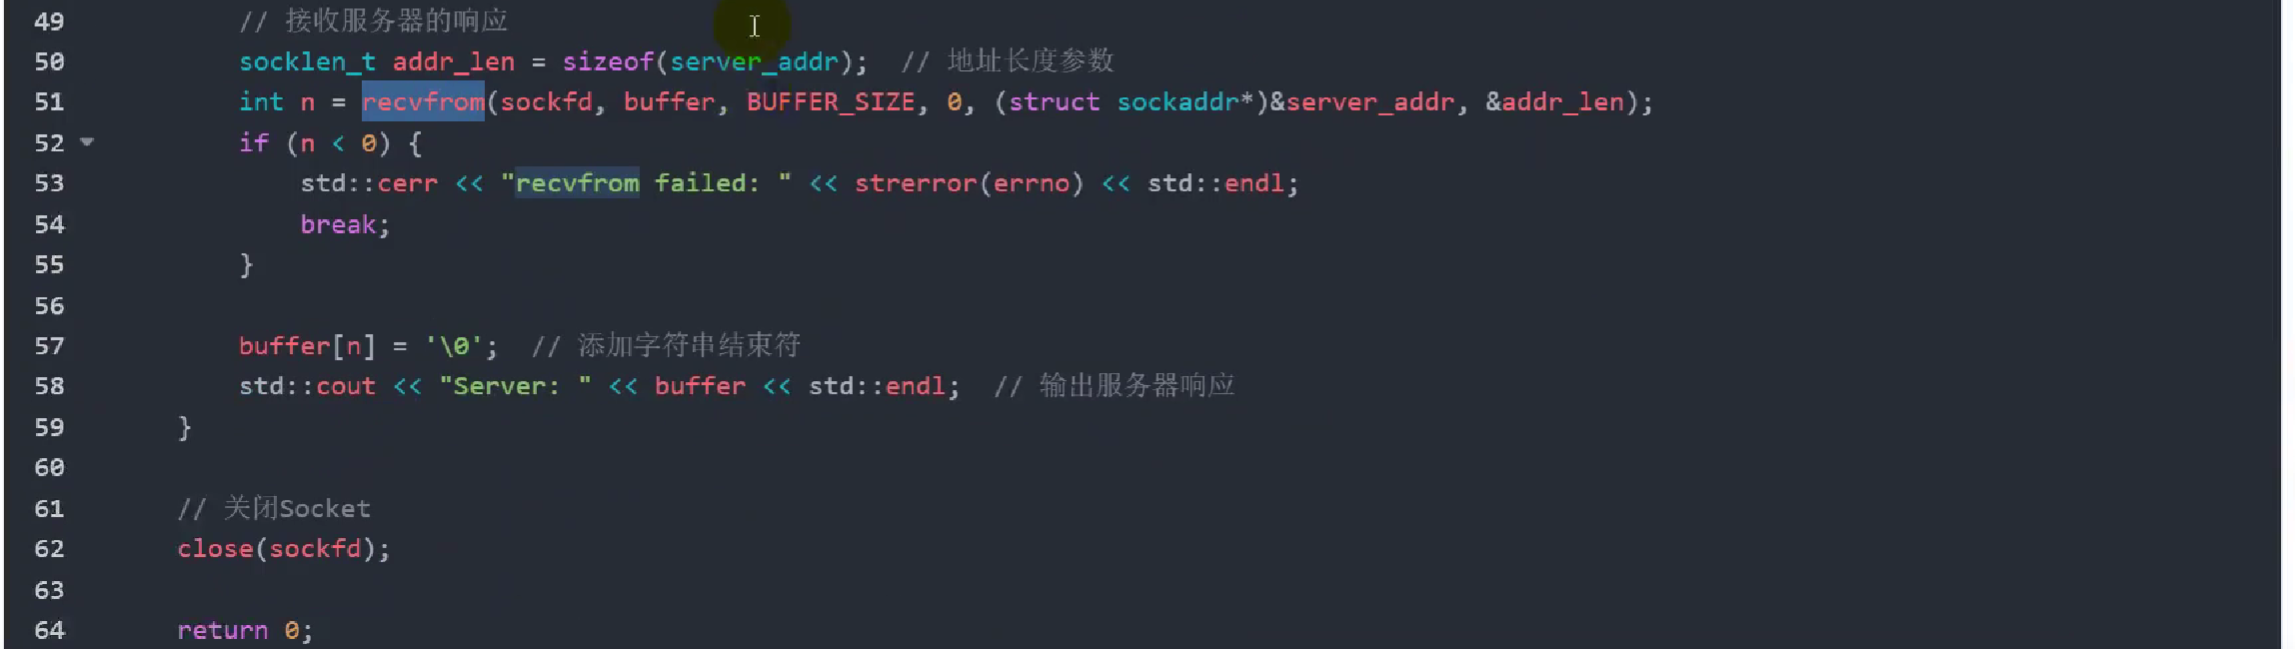 49 // 接收服务器的响应
50 socklen_t addr_len = sizeof(server_addr); // 地址长度参数
51 int n = recvfrom(sockfd, buffer, BUFFER_SIZE, 0, (struct sockaddr*)&server_addr, &addr_len);
52 if (n < 0) {
53 std::cerr << "recvfrom failed: " << strerror(errno) << std::endl;
54 break;
55 }
56
57 buffer[n] = '\0'; // 添加字符串结束符
58 std::cout << "Server: " << buffer << std::endl; // 输出服务器响应
59 }
60
61 // 关闭Socket
62 close(sockfd);
63
64 return 0;